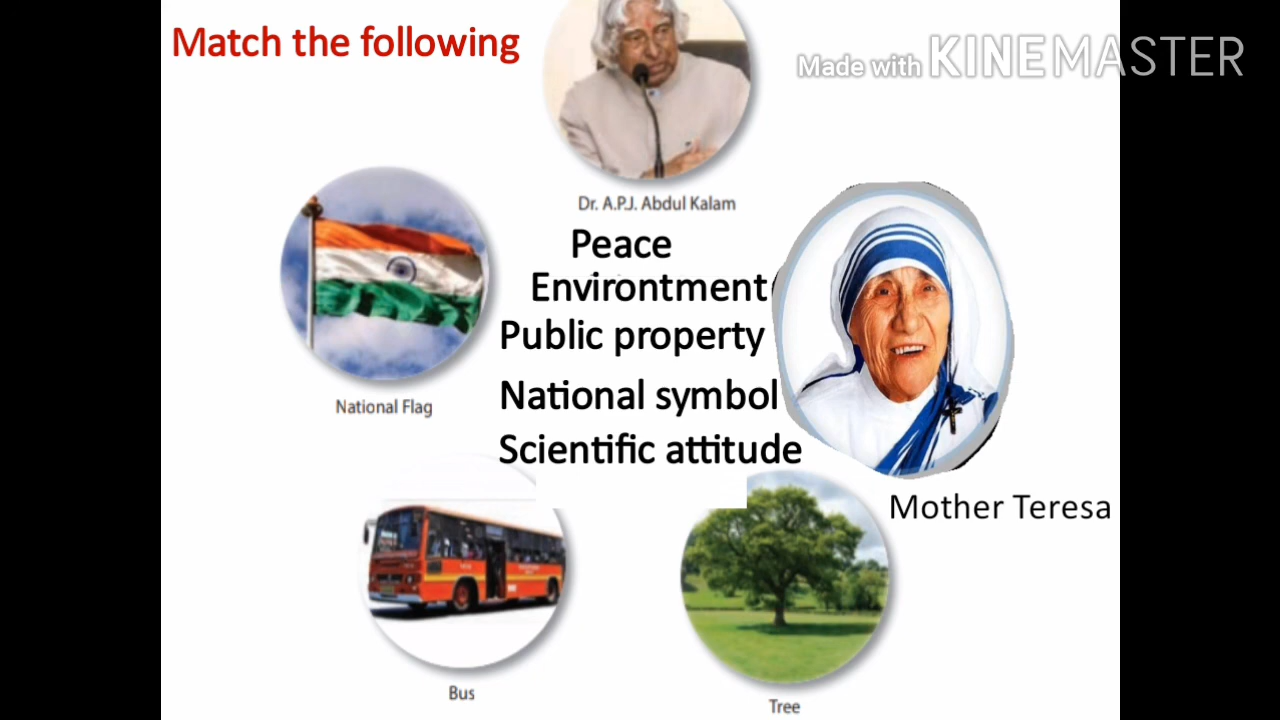 Match the following
Made with KINEMASTER
Dr. A.P.J. Abdul Kalam
Peace
Environtment
Public property
National symbol
National Flag
Scientific attitude
Mother Teresa
Bus
Tree